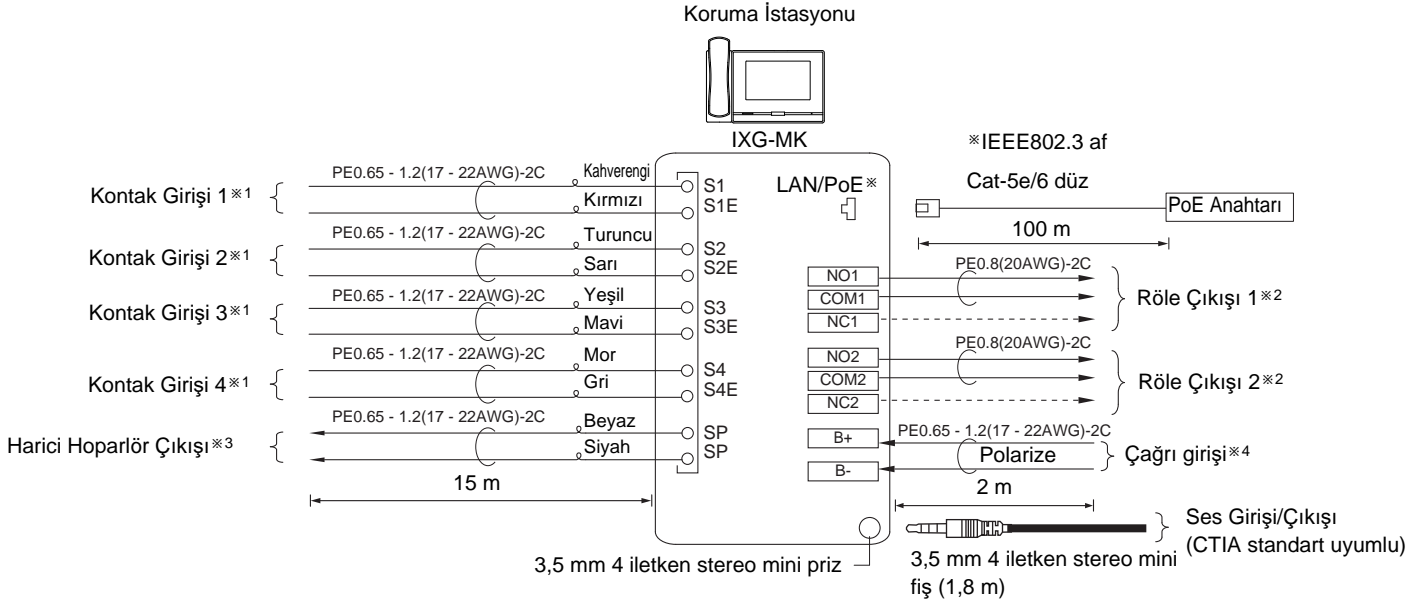 Koruma İstasyonu
IXG-MK
※IEEE802.3 af
LAN/PoE※
Cat-5e/6 düz
PoE Anahtarı
100 m
Kontak Girişi 1※1
PE0.65 - 1.2(17 - 22AWG)-2C
Kahverengi
S1
Kırmızı
S1E
Kontak Girişi 2※1
PE0.65 - 1.2(17 - 22AWG)-2C
Turuncu
S2
Sarı
S2E
Kontak Girişi 3※1
PE0.65 - 1.2(17 - 22AWG)-2C
Yeşil
S3
Mavi
S3E
Kontak Girişi 4※1
PE0.65 - 1.2(17 - 22AWG)-2C
Mor
S4
Gri
S4E
Harici Hoparlör Çıkışı※3
PE0.65 - 1.2(17 - 22AWG)-2C
Beyaz
SP
Siyah
SP
15 m
NO1
COM1
NC1
PE0.8(20AWG)-2C
Röle Çıkışı 1※2
NO2
COM2
NC2
PE0.8(20AWG)-2C
Röle Çıkışı 2※2
B+
B-
PE0.65 - 1.2(17 - 22AWG)-2C
Polarize
Çağrı girişi※4
2 m
Ses Girişi/Çıkışı
(CTIA standart uyumlu)
3,5 mm 4 iletken stereo mini priz
3,5 mm 4 iletken stereo mini
fiş (1,8 m)